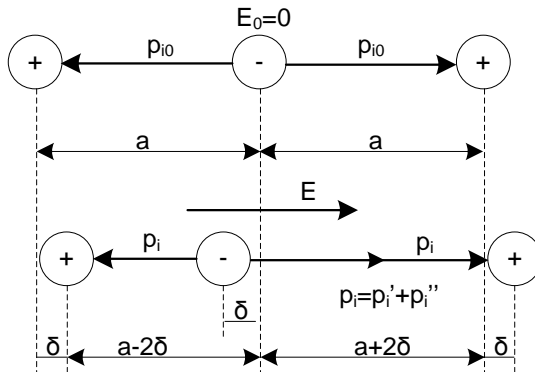 E₀=0
+ pᵢ₀ - pᵢ₀ +
a a
E
+ pᵢ - pᵢ +
δ pᵢ=pᵢ'+pᵢ''
δ a-2δ a+2δ δ